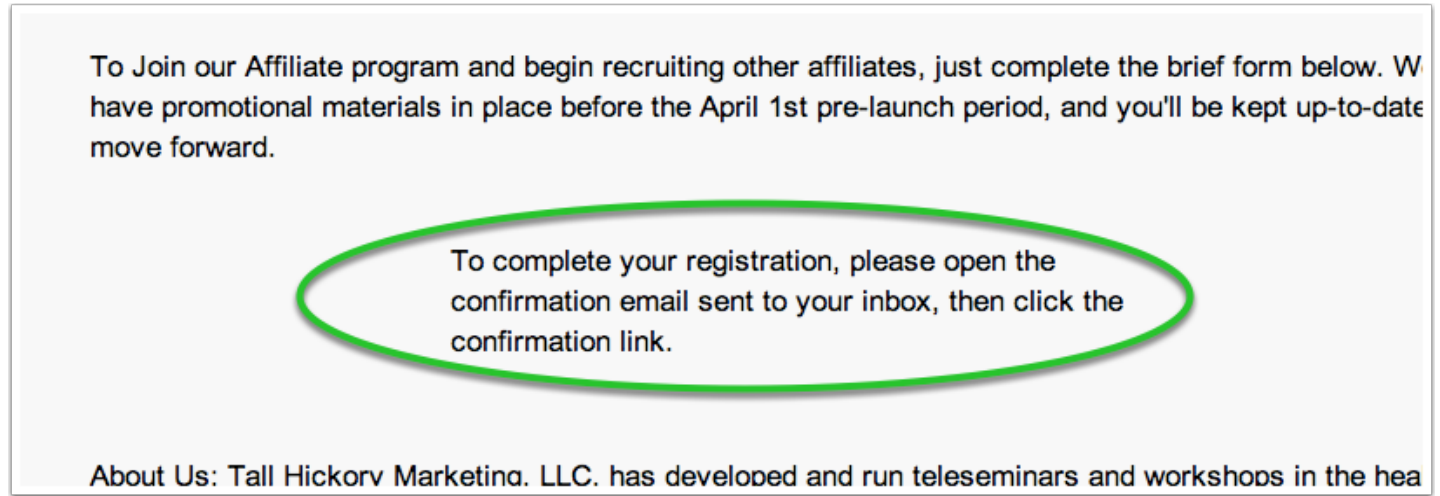 To Join our Affiliate program and begin recruiting other affiliates, just complete the brief form below.
have promotional materials in place before the April 1st pre-launch period, and you'll be kept up-to-date
move forward.
To complete your registration, please open the
confirmation email sent to your inbox, then click the
confirmation link.
About Us: Tall Hickory Marketing, LLC. has developed and run teleseminars and workshops in the hea